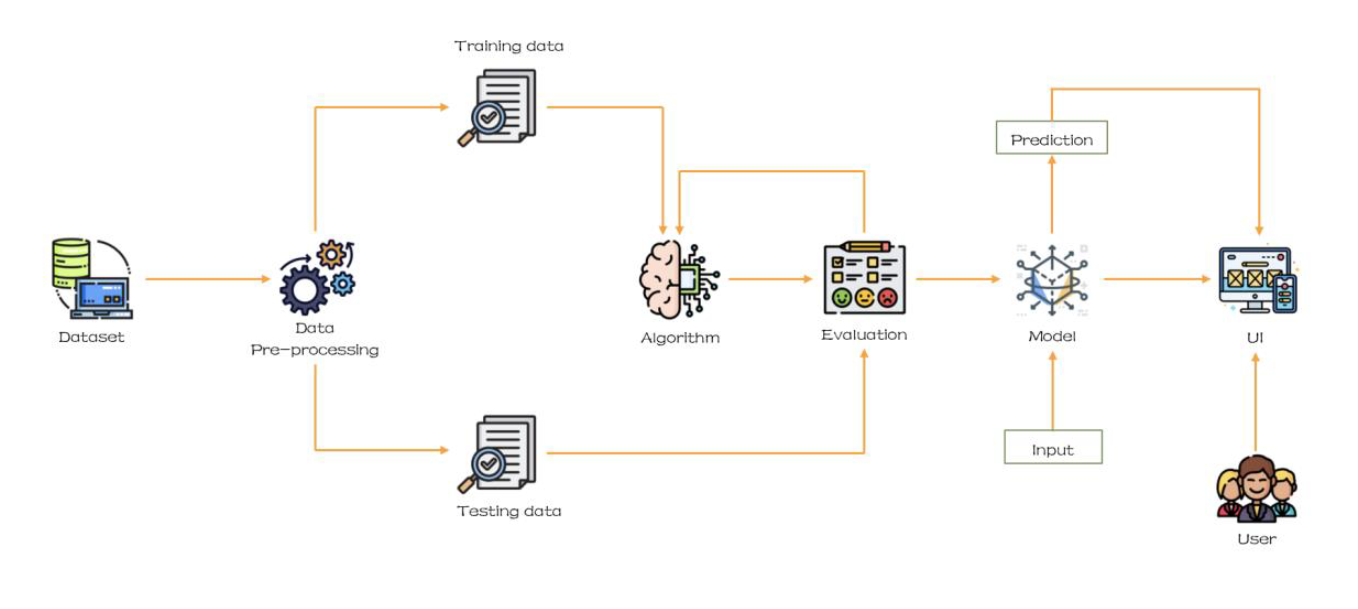 Training data
Prediction
Dataset
Data
Pre-processing
Algorithm
Evaluation
Model
UI
Input
Testing data
User